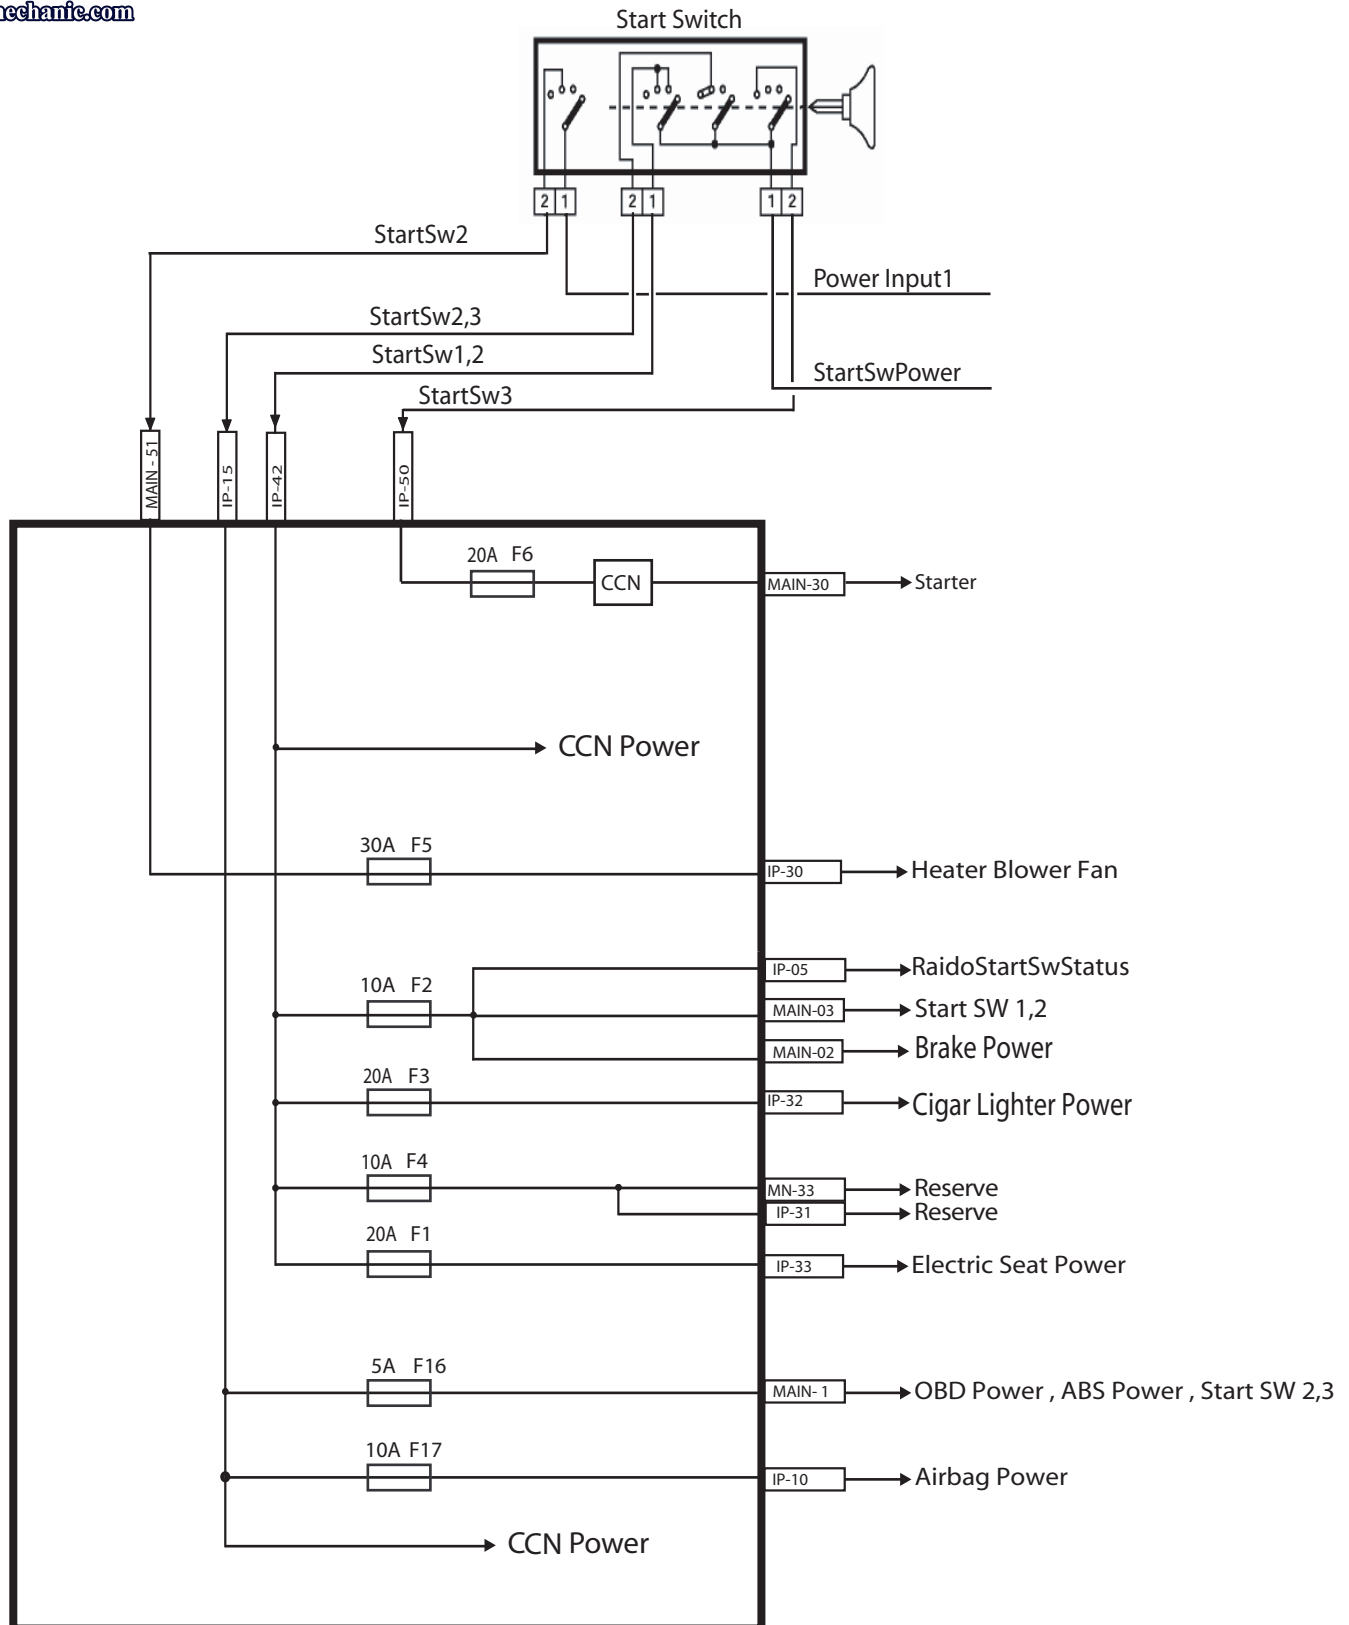 mechanic.com
Start Switch
2 1
2 1
1 2
StartSw2
Power Input1
StartSw2,3
StartSw1,2
StartSwPower
StartSw3
MAIN - 51
IP-15
IP-42
IP-50
20A F6
CCN
MAIN-30
Starter
CCN Power
30A F5
IP-30
Heater Blower Fan
IP-05
RaidoStartSwStatus
10A F2
MAIN-03
Start SW 1,2
MAIN-02
Brake Power
20A F3
IP-32
Cigar Lighter Power
10A F4
MN-33
Reserve
IP-31
Reserve
20A F1
IP-33
Electric Seat Power
5A F16
MAIN- 1
OBD Power , ABS Power , Start SW 2,3
10A F17
IP-10
Airbag Power
CCN Power